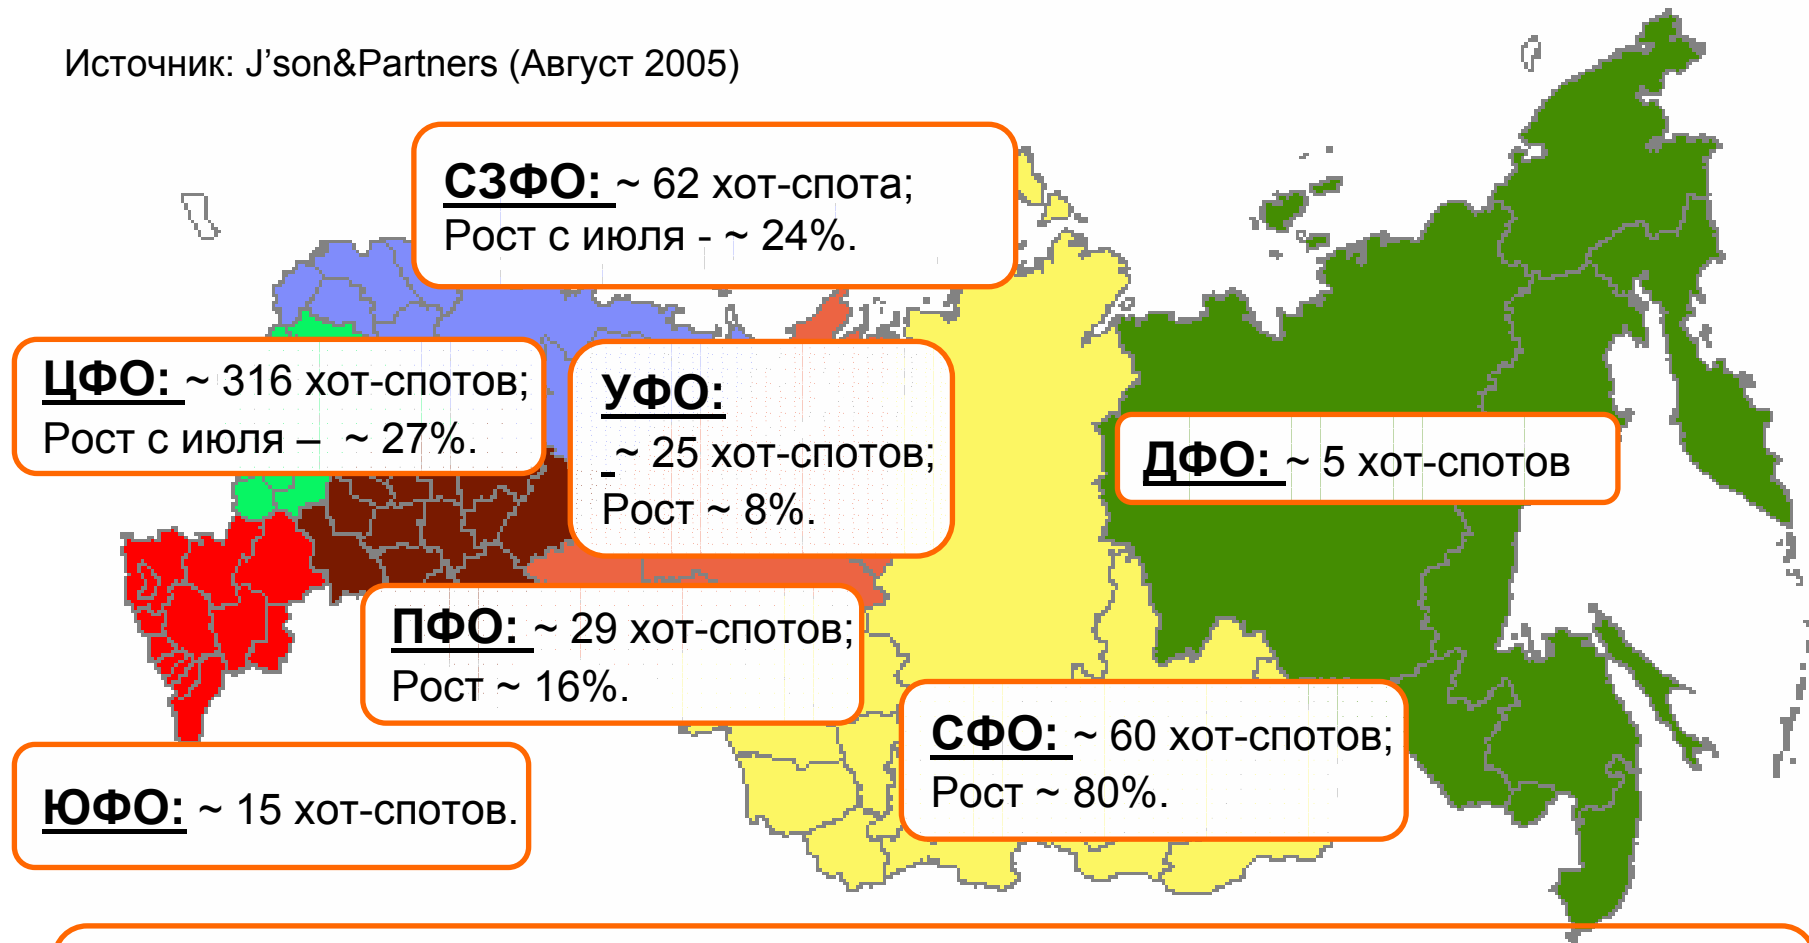 Источник: J’son&Partners (Август 2005)
СЗФО: ~ 62 хот-спота;
Рост с июля - ~ 24%.
ЦФО: ~ 316 хот-спотов;
Рост с июля – ~ 27%.
УФО:
~ 25 хот-спотов;
Рост ~ 8%.
ДФО: ~ 5 хот-спотов
ПФО: ~ 29 хот-спотов;
Рост ~ 16%.
СФО: ~ 60 хот-спотов;
Рост ~ 80%.
ЮФО: ~ 15 хот-спотов.